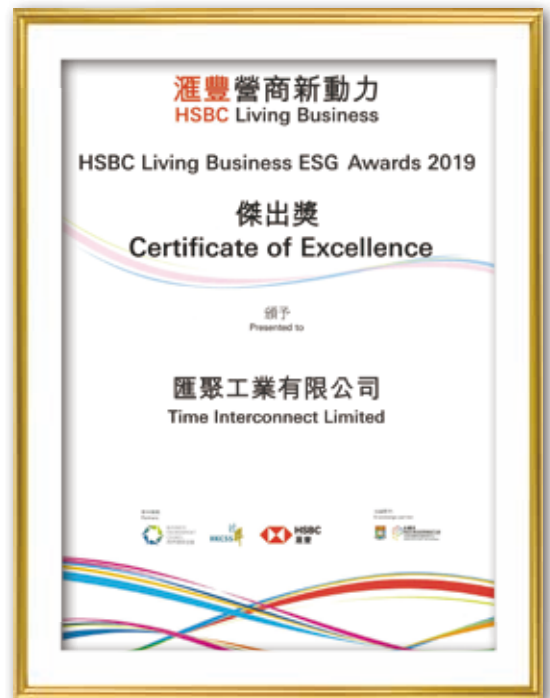 滙豐營商新動力
HSBC Living Business
HSBC Living Business ESG Awards 2019
傑出獎
Certificate of Excellence
頒予
Presented to
匯聚工業有限公司
Time Interconnect Limited
HKCSS
HSBC
滙豐